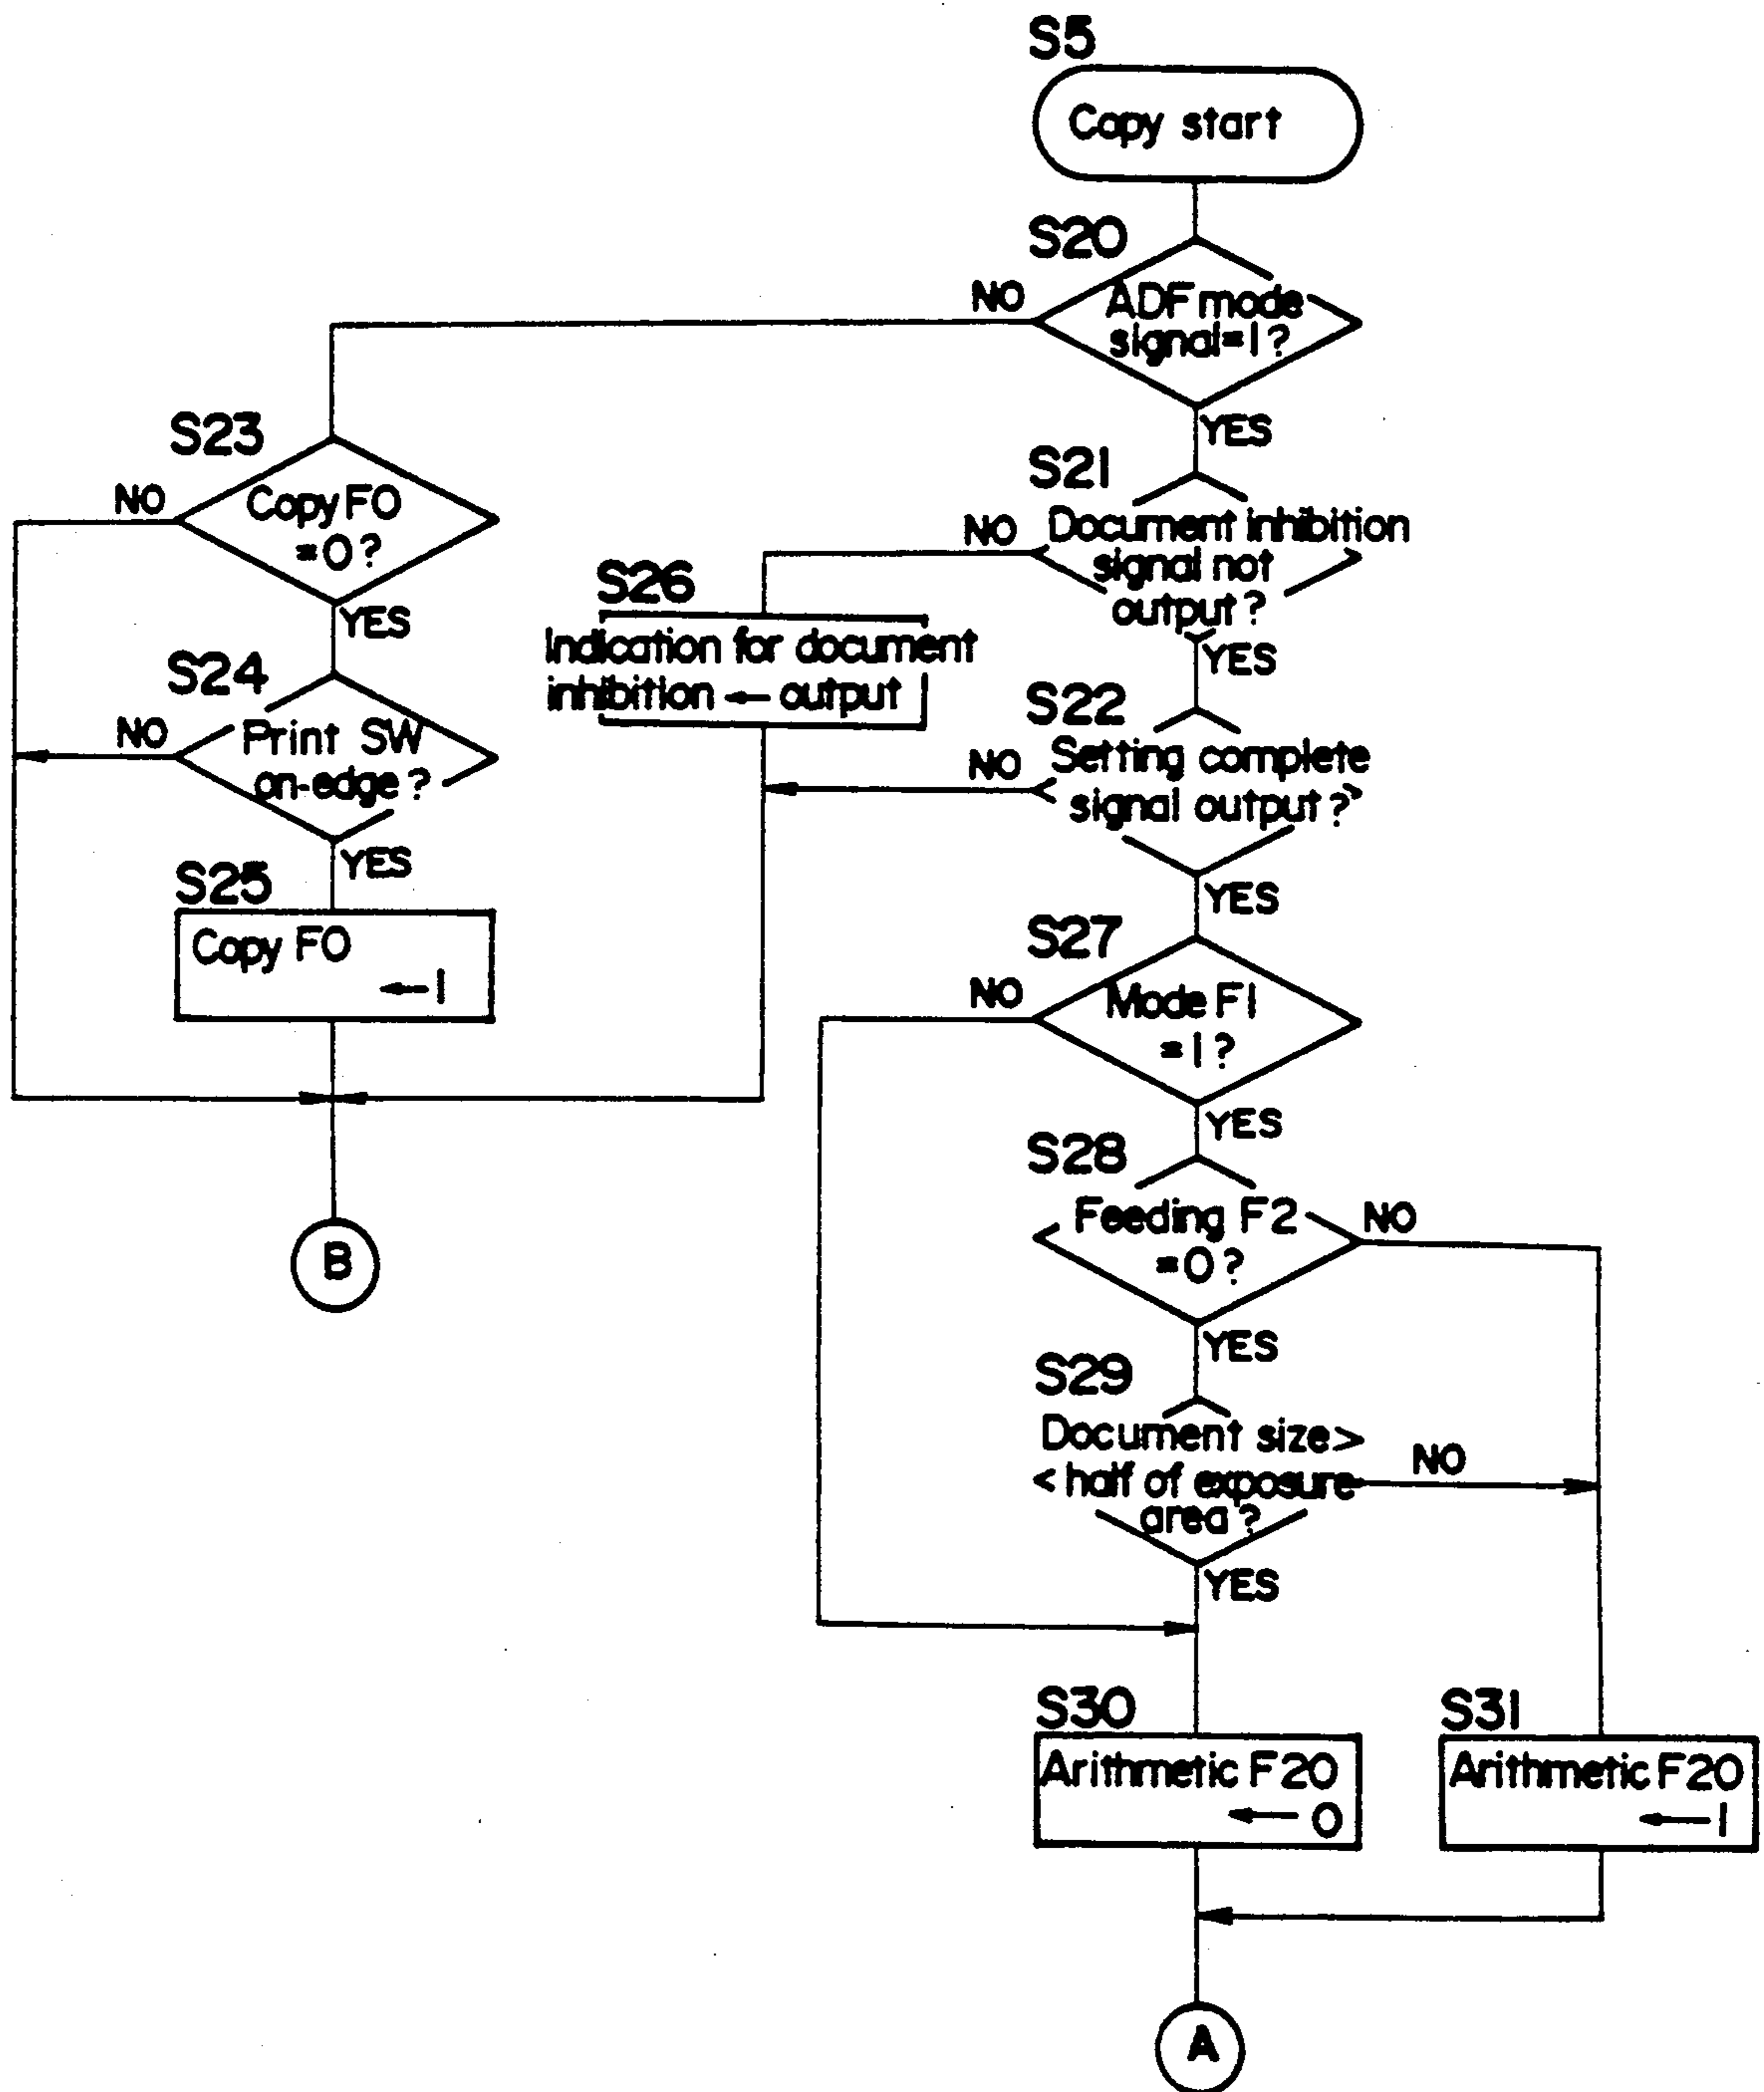 S5
Copy start
S20
NO
ADF mode
signal=1?
YES
S23
NO
Copy F0
=0?
YES
S21
NO
Document inhibition
signal not
output?
YES
S26
Indication for document
inhibition ← output
S24
NO
Print SW
on-edge?
YES
S22
NO
Setting complete
signal output?
YES
S25
Copy F0
←1
S27
NO
Mode F1
=1?
YES
S28
Feeding F2
=0?
NO
YES
B
S29
Document size>
< half of exposure
area?
NO
YES
S30
Arithmetic F20
← 0
S31
Arithmetic F20
←1
A